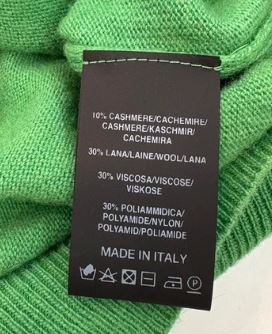 10% CASHMERE/CACHEMIRE/
CASHMERE/KASCHMIR/
CACHEMIRA
30% LANA/LAINE/WOOL/LANA
30% VISCOSA/VISCOSE/
VISKOSE
30% POLIAMMIDICA/
POLYAMIDE/NYLON/
POLYAMID/POLIAMIDE
MADE IN ITALY
P